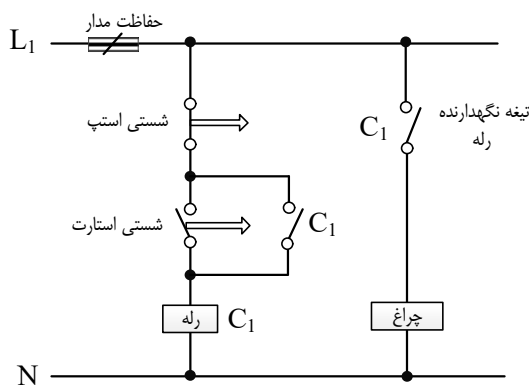 حفاظت مدار
L1
شستی استپ
C1
تیغه نگهدارنده
رله
شستی استارت
C1
رله
C1
چراغ
N